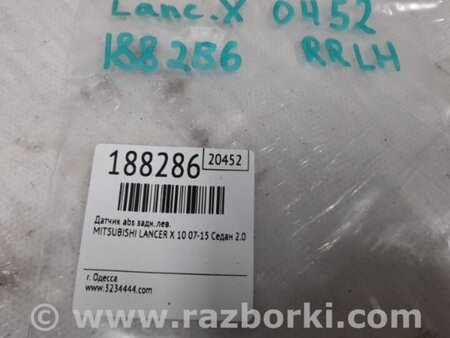 Lanc.X 0452
188286 RRLH
188286
20452
Датчик abs задн.лев.
MITSUBISHI LANCER X 10 07-15 Седан 2.0
г. Одесса
www.3234444.com
www.razborki.com